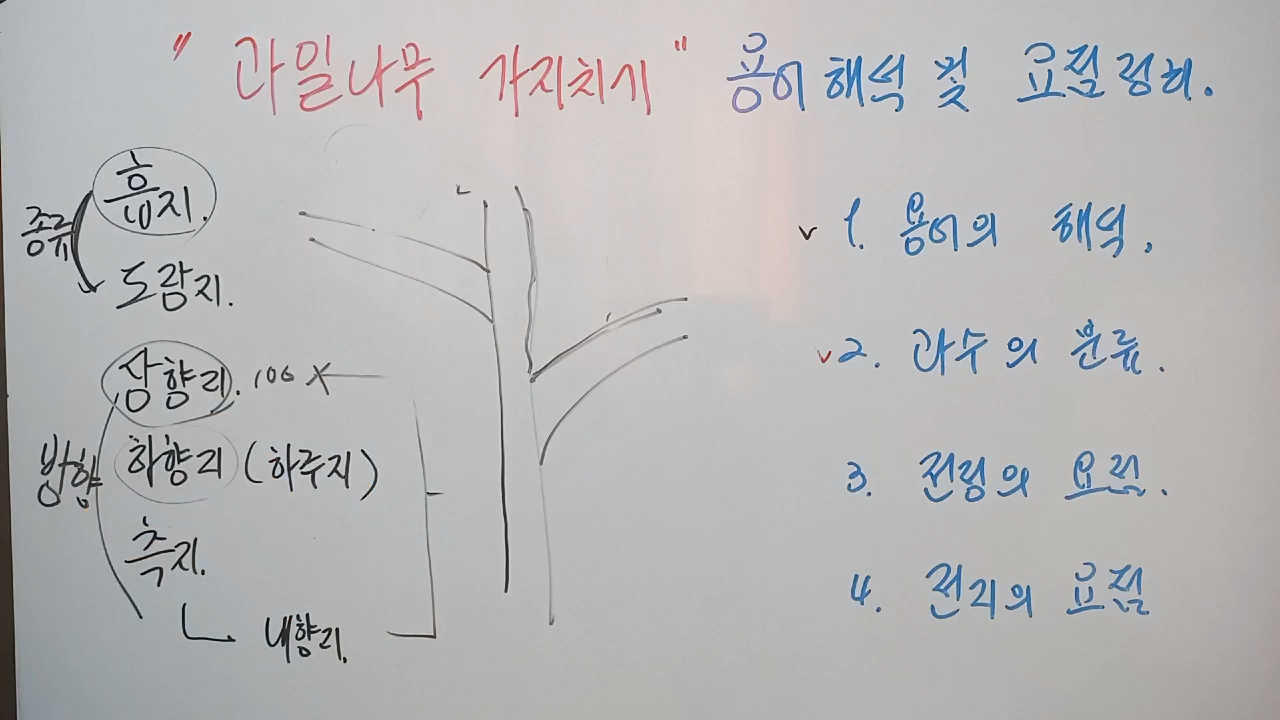 " 과일나무 가지치기 " 용어해석 및 요점정리.
종류
흡지.
도장지.
방향
상향지. 100 X
하향지 (하수지)
측지.
내향지.
v 1. 용어의 해석.
v 2. 과수의 분류.
3. 전정의 요점.
4. 전지의 요점